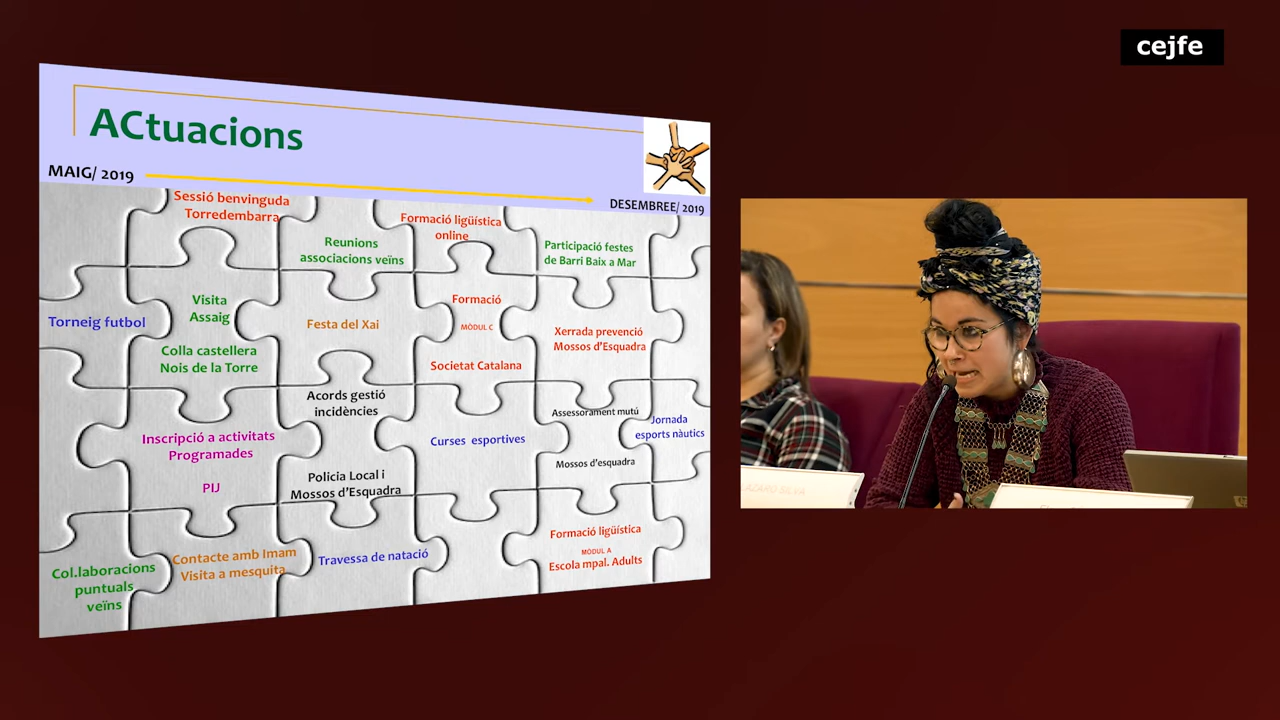 cejfe
ACtuacions
MAIG/ 2019
DESEMBREE/ 2019
Sessió benvinguda
Torredembarra
Reunions
associacions veïns
Formació ligüística
online
Participació festes
de Barri Baix a Mar
Torneig futbol
Visita
Assaig
Colla castellera
Nois de la Torre
Festa del Xai
Formació
MÒDUL C
Societat Catalana
Xerrada prevenció
Mossos d'Esquadra
Acords gestió
incidències
Inscripció a activitats
Programades
PIJ
Policia Local i
Mossos d'Esquadra
Curses esportives
Assessorament mutú
Mossos d'esquadra
Jornada
esports nàutics
Col.laboracions
puntuals
veïns
Contacte amb Imam
Visita a mesquita
Travessa de natació
Formació ligüística
MÒDUL A
Escola mpal. Adults
LAZARO SILVA